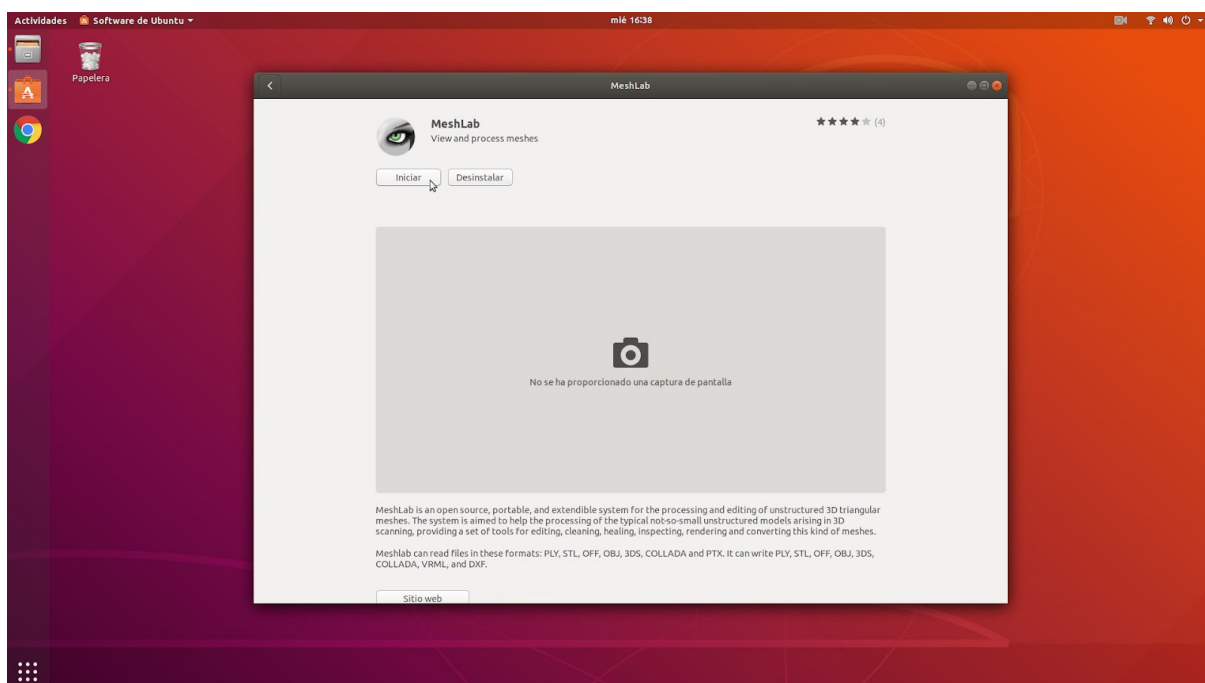 Actividades
Software de Ubuntu
mié 16:38
Papelera
MeshLab
MeshLab
(4)
View and process meshes
Iniciar
Desinstalar
No se ha proporcionado una captura de pantalla
MeshLab is an open source, portable, and extendible system for the processing and editing of unstructured 3D triangular
meshes. The system is aimed to help the processing of the typical not-so-small unstructured models arising in 3D
scanning, providing a set of tools for editing, cleaning, healing, inspecting, rendering and converting this kind of meshes.
Meshlab can read files in these formats: PLY, STL, OFF, OBJ, 3DS, COLLADA and PTX. It can write PLY, STL, OFF, OBJ, 3DS,
COLLADA, VRML, and DXF.
Sitio web